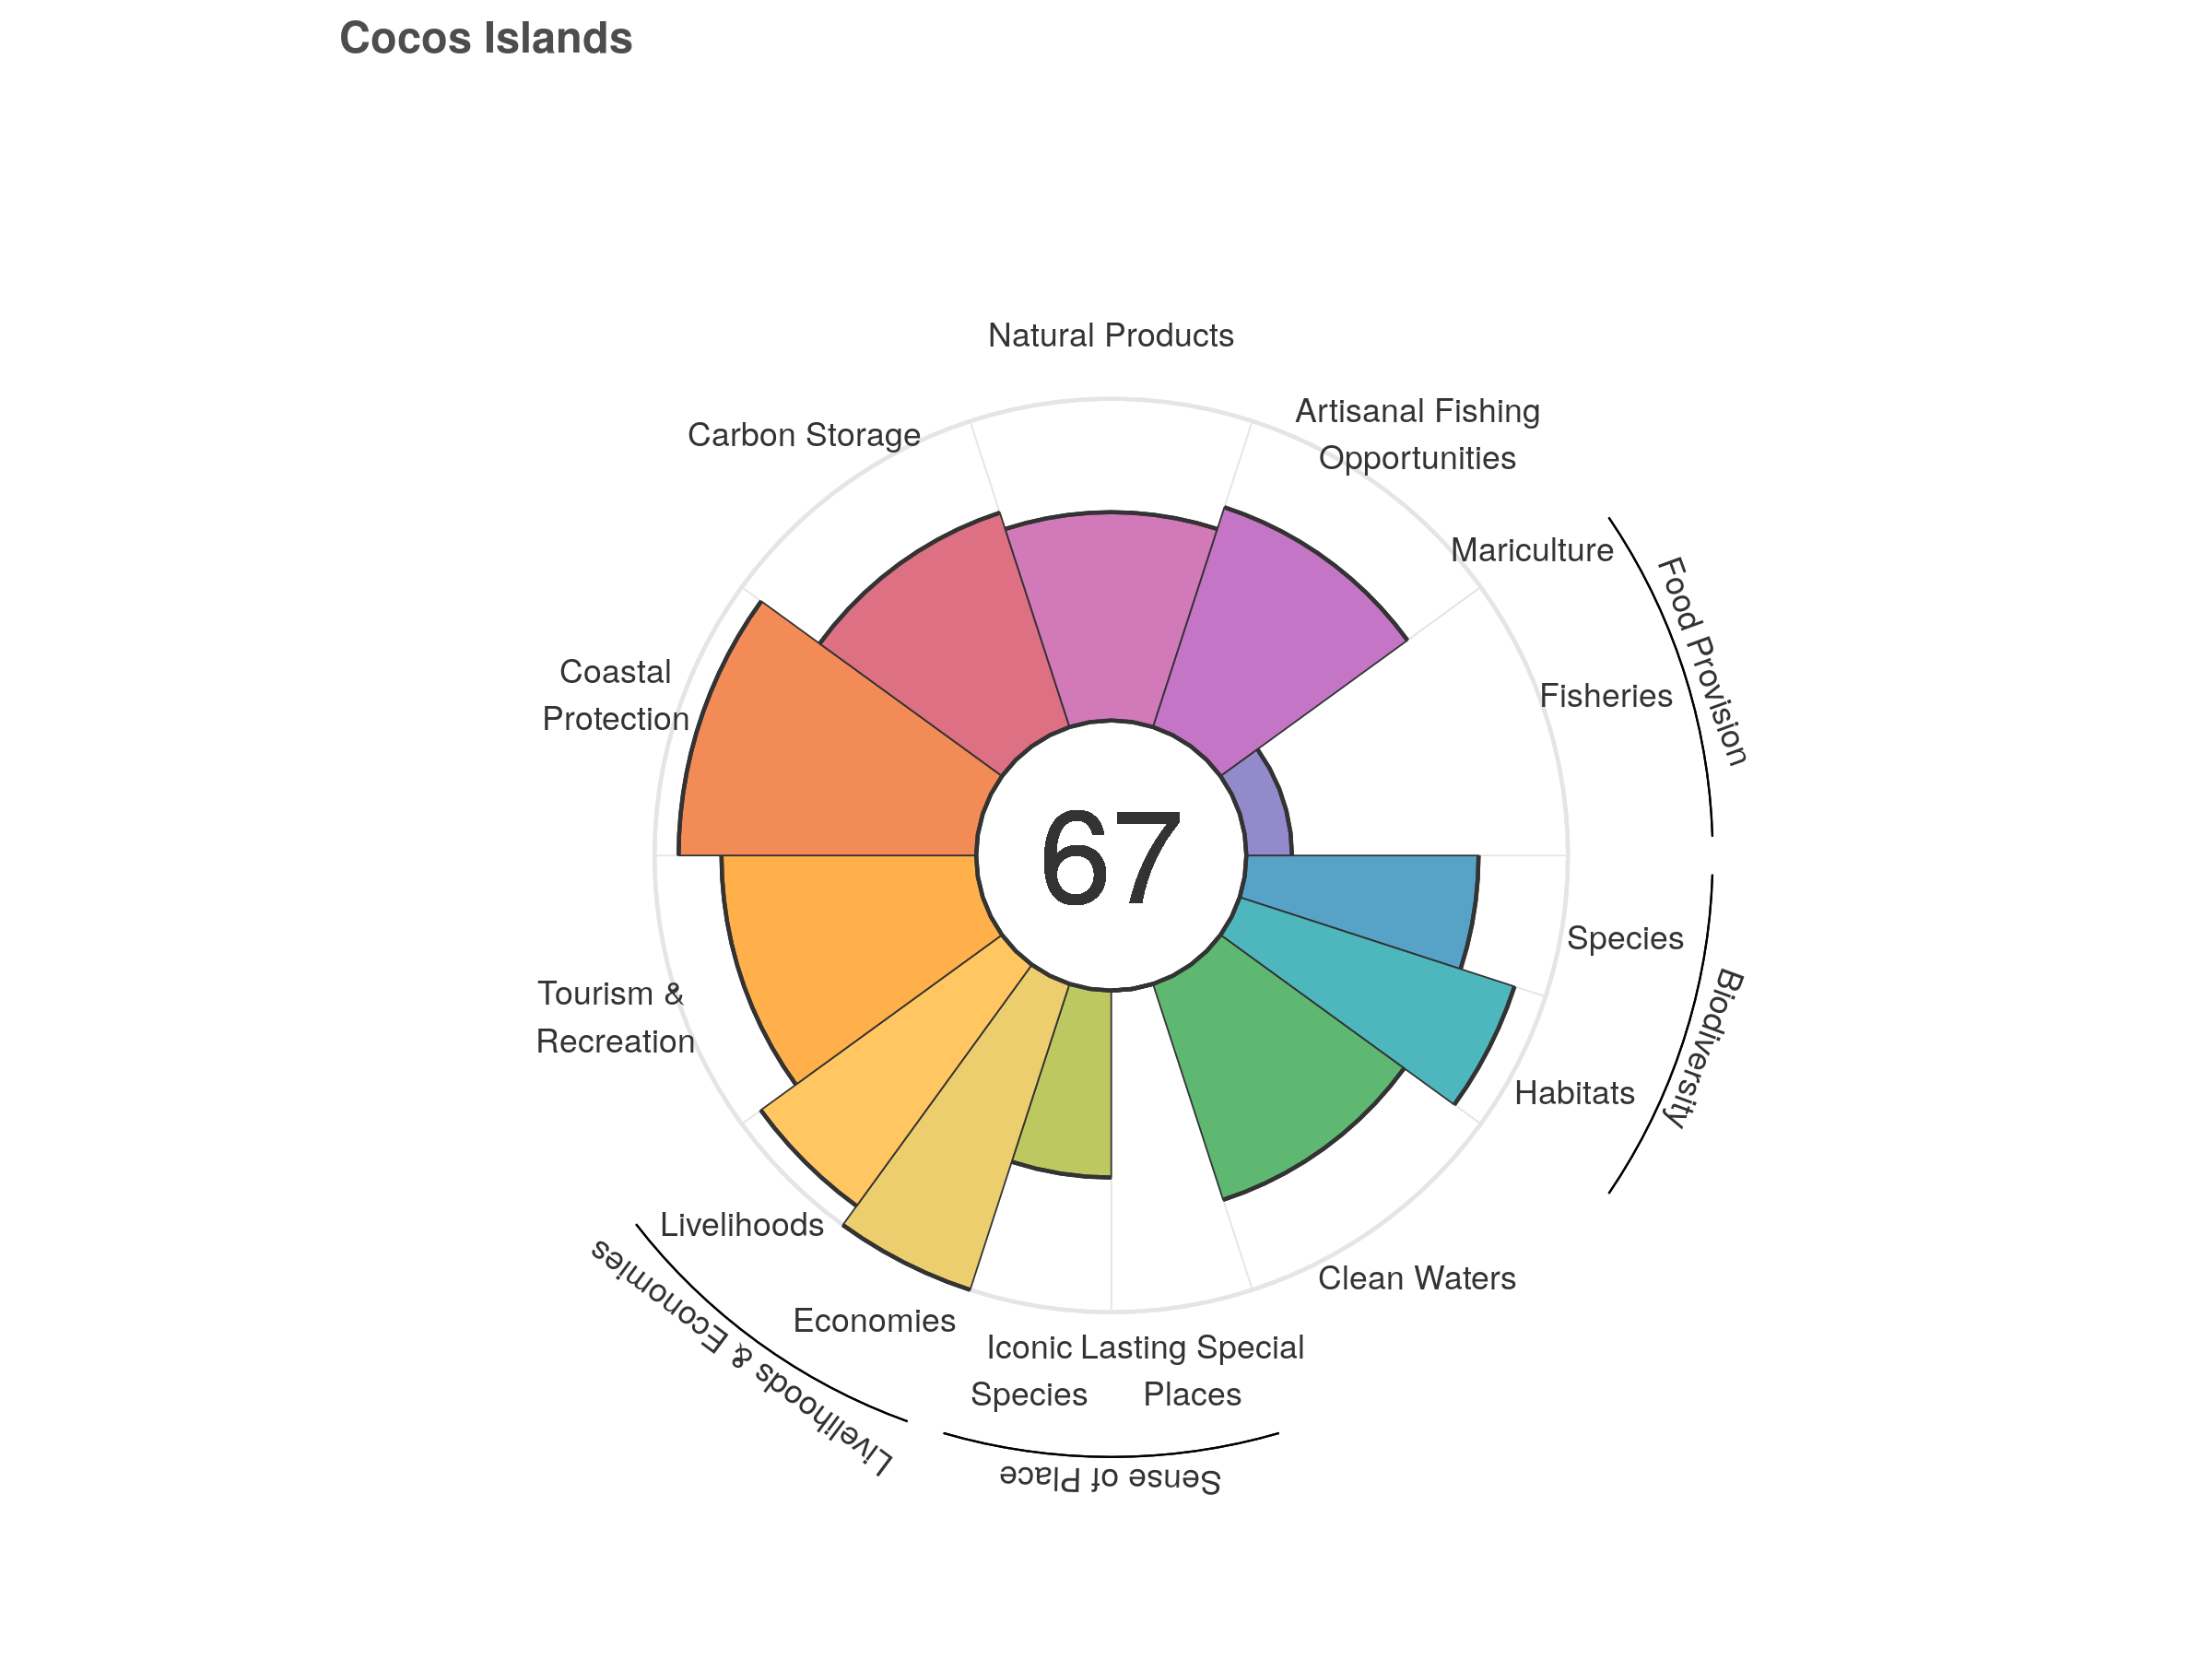 Cocos Islands
Natural Products
Artisanal Fishing
Opportunities
Carbon Storage
Mariculture
Food Provision
Coastal
Protection
Fisheries
67
Species
Biodiversity
Tourism &
Recreation
Habitats
Livelihoods
Clean Waters
Livelihoods & Economies
Economies
Iconic
Species
Lasting Special
Places
Sense of Place